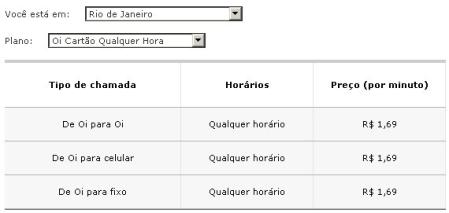 Você está em: Rio de Janeiro
Plano: Oi Cartão Qualquer Hora
Tipo de chamada Horários Preço (por minuto)
De Oi para Oi Qualquer horário R$ 1,69
De Oi para celular Qualquer horário R$ 1,69
De Oi para fixo Qualquer horário R$ 1,69